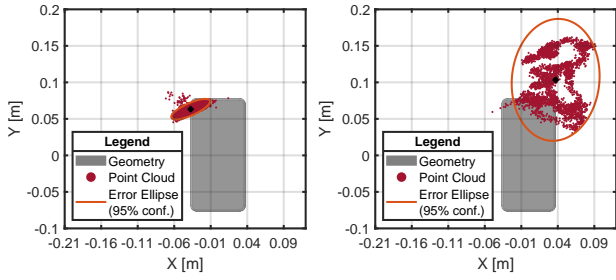 0.2
0.15
0.1
0.05
0
-0.05
-0.1
Y [m]
-0.21 -0.16 -0.11 -0.06 -0.01 0.04 0.09
X [m]
Legend
Geometry
Point Cloud
Error Ellipse
(95% conf.)
0.2
0.15
0.1
0.05
0
-0.05
-0.1
Y [m]
-0.21 -0.16 -0.11 -0.06 -0.01 0.04 0.09
X [m]
Legend
Geometry
Point Cloud
Error Ellipse
(95% conf.)